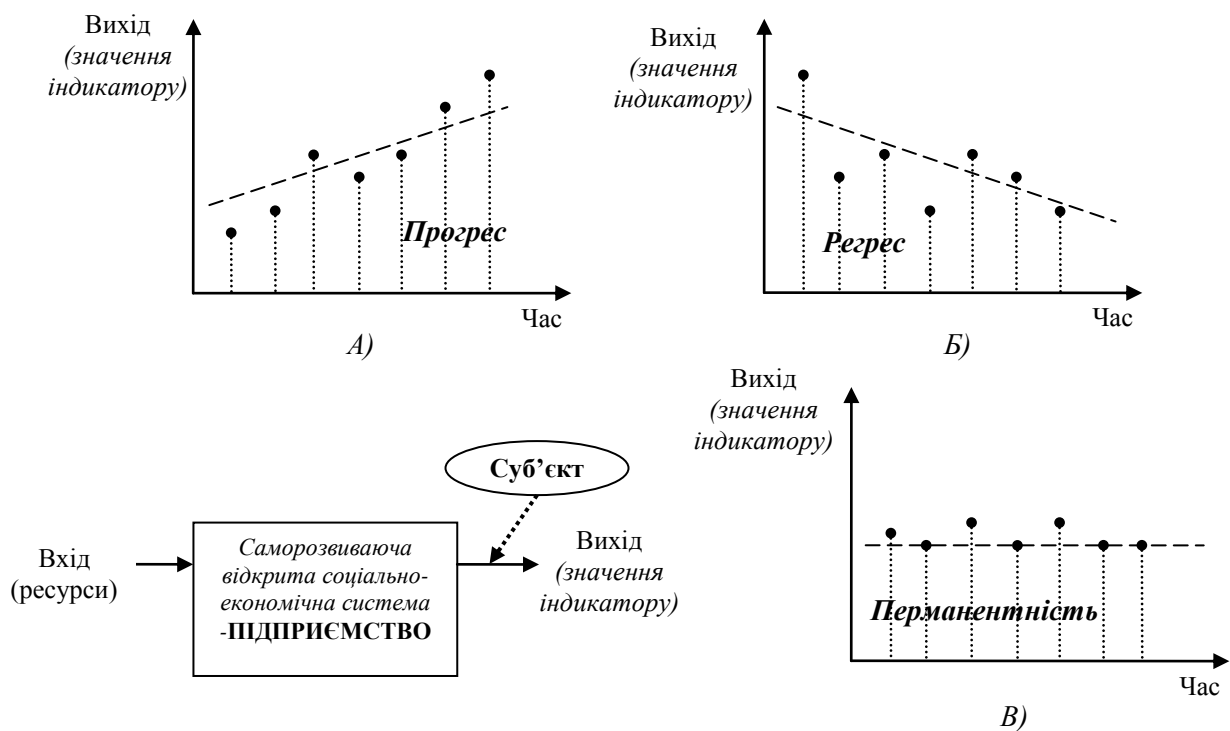 Вихід
(значення
індикатору)
Прогрес
Час
А)
Вихід
(значення
індикатору)
Регрес
Час
Б)
Суб’єкт
Вхід
(ресурси)
Саморозвиваюча
відкрита соціально-
економічна система
-ПІДПРИЄМСТВО
Вихід
(значення
індикатору)
Вихід
(значення
індикатору)
Перманентність
Час
В)